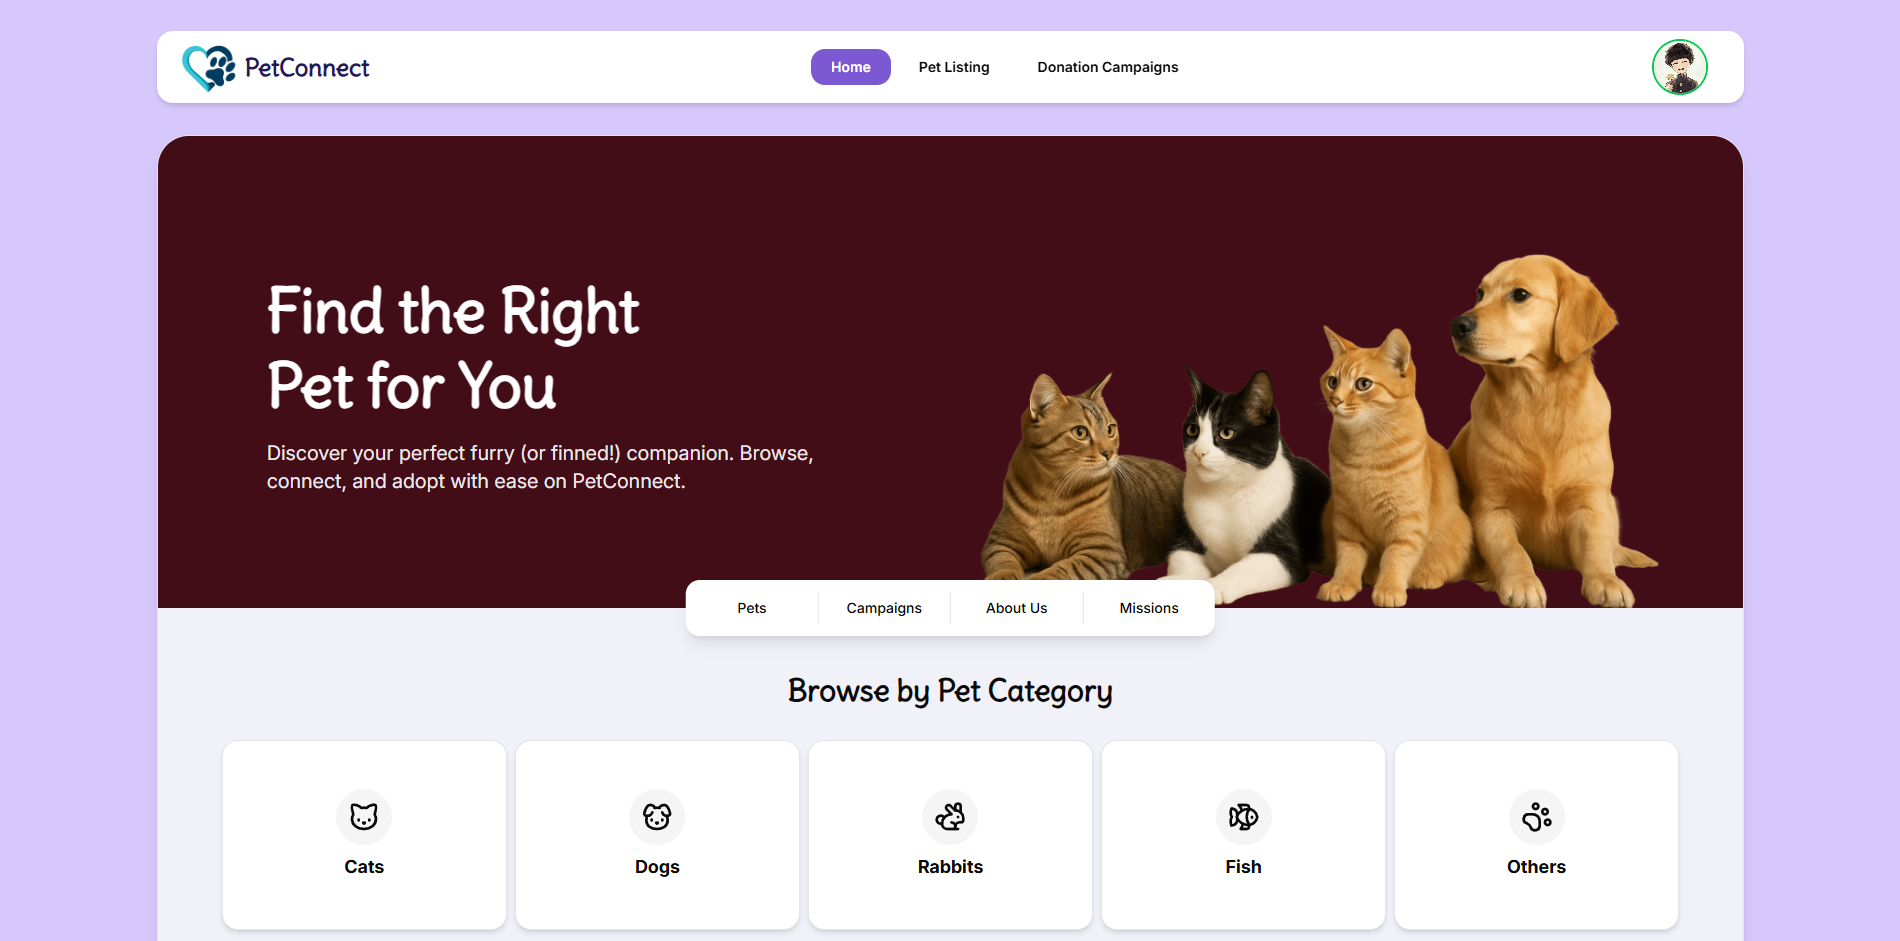 PetConnect
Home
Pet Listing
Donation Campaigns
Find the Right
Pet for You
Discover your perfect furry (or finned!) companion. Browse,
connect, and adopt with ease on PetConnect.
Pets
Campaigns
About Us
Missions
Browse by Pet Category
Cats
Dogs
Rabbits
Fish
Others